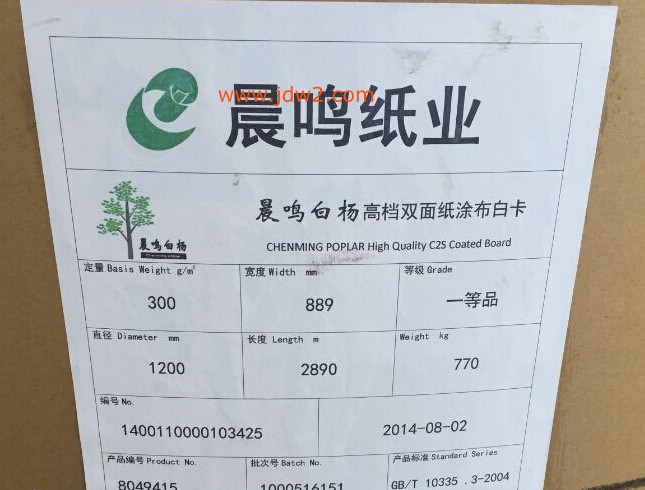 www.jdw2.com
晨鸣纸业
晨鸣白杨
晨鸣白杨高档双面纸涂布白卡
CHENMING POPLAR High Quality C2S Coated Board
定量 Basis Weight g/㎡ 宽度 Width mm 等级 Grade
300 889 一等品
直径 Diameter mm 长度 Length m Weight kg
1200 2890 770
编号 No.
1400110000103425 2014-08-02
产品编号 Product No. 批次号 Batch No. 产品标准 Standard Series
8049415 1000516151 GB/T 10335 .3-2004